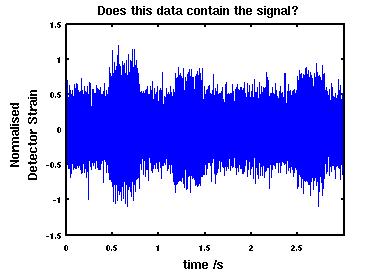 Does this data contain the signal?
1.5
1
0.5
0
-0.5
-1
-1.5
Normalised
Detector Strain
0 0.5 1 1.5 2 2.5
time /s